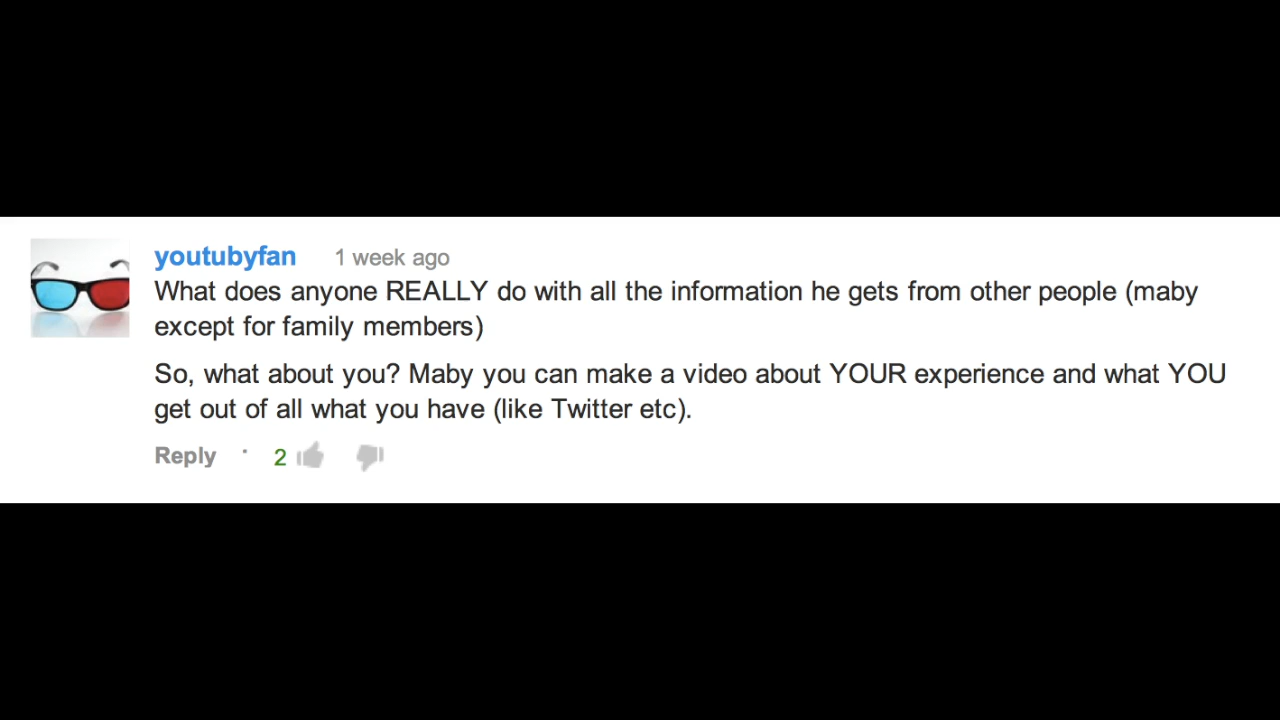 youtubyfan 1 week ago
What does anyone REALLY do with all the information he gets from other people (maby
except for family members)
So, what about you? Maby you can make a video about YOUR experience and what YOU
get out of all what you have (like Twitter etc).
Reply · 2